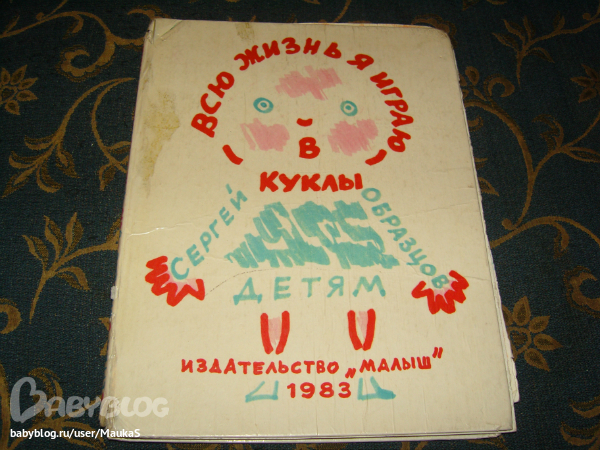 ВСЮ ЖИЗНЬ Я ИГРАЮ
В
КУКЛЫ
СЕРГЕЙ ОБРАЗЦОВ
ДЕТЯМ
ИЗДАТЕЛЬСТВО „МАЛЫШ"
1983
BABYBLOG
babyblog.ru/user/MaukaS